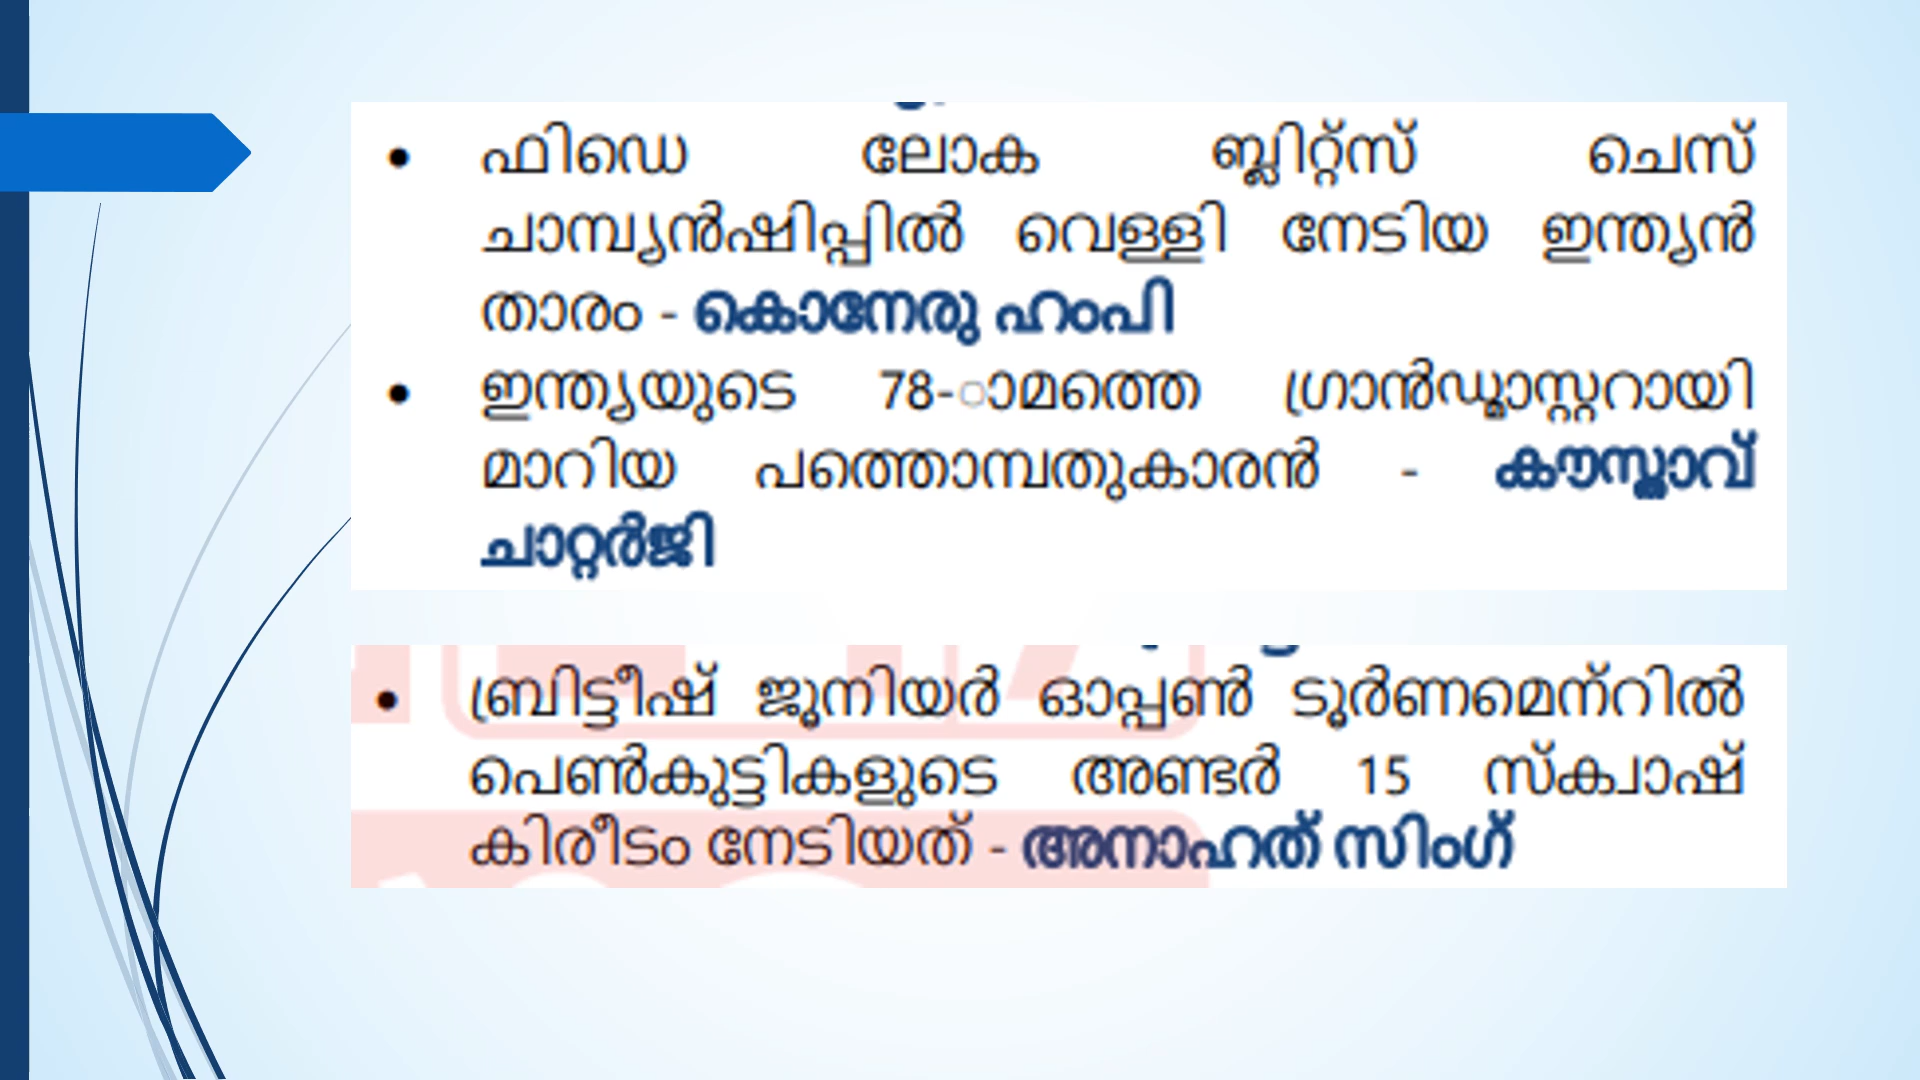 • ഫിഡെ ലോക ബ്ലിറ്റ്സ് ചെസ്
ചാമ്പ്യൻഷിപ്പിൽ വെള്ളി നേടിയ ഇന്ത്യൻ
താരം - കൊനേരു ഹംപി
• ഇന്ത്യയുടെ 78-ാമത്തെ ഗ്രാൻഡ്മാസ്റ്ററായി
മാറിയ പത്തൊമ്പതുകാരൻ - കൗസ്താവ്
ചാറ്റർജി
• ബ്രിട്ടീഷ് ജൂനിയർ ഓപ്പൺ ടൂർണമെന്റിൽ
പെൺകുട്ടികളുടെ അണ്ടർ 15 സ്ക്വാഷ്
കിരീടം നേടിയത് - അനാഹത് സിംഗ്